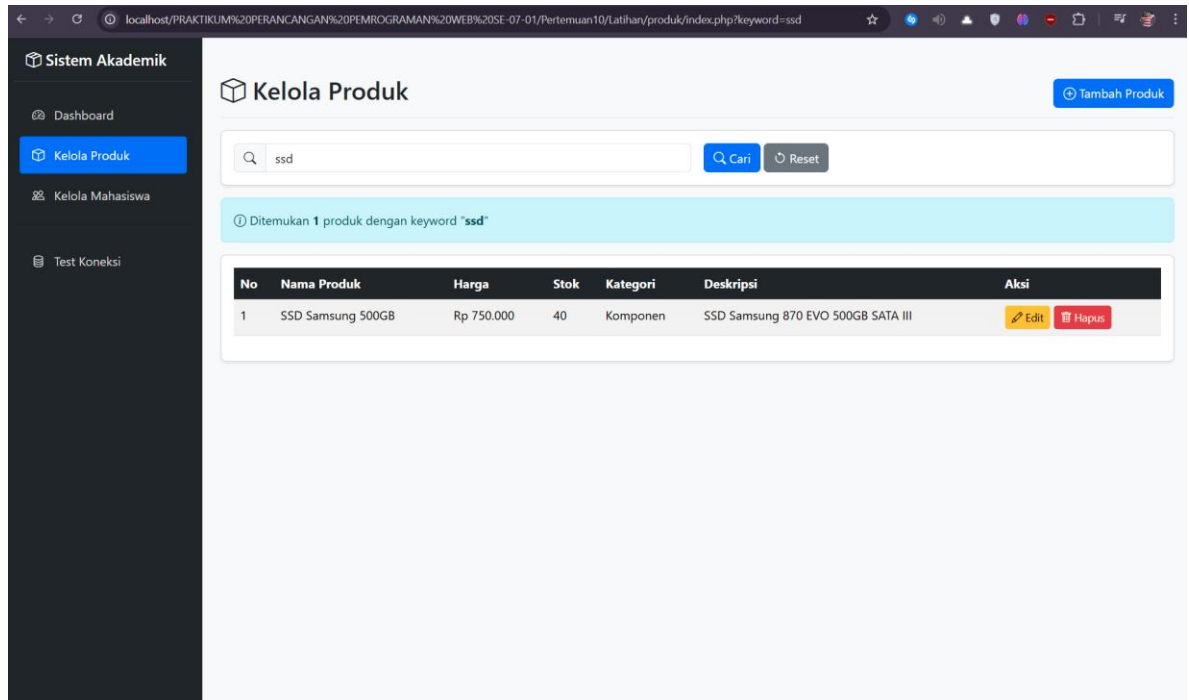 localhost/PRAKTIKUM%20PERANCANGAN%20PEMROGRAMAN%20WEB%20SE-07-01/Pertemuan10/Latihan/produk/index.php?keyword=ssd
Sistem Akademik
Dashboard
Kelola Produk
Kelola Mahasiswa
Test Koneksi
Kelola Produk
Tambah Produk
ssd
Cari
Reset
Ditemukan 1 produk dengan keyword "ssd"
No Nama Produk Harga Stok Kategori Deskripsi Aksi
1 SSD Samsung 500GB Rp 750.000 40 Komponen SSD Samsung 870 EVO 500GB SATA III Edit Hapus